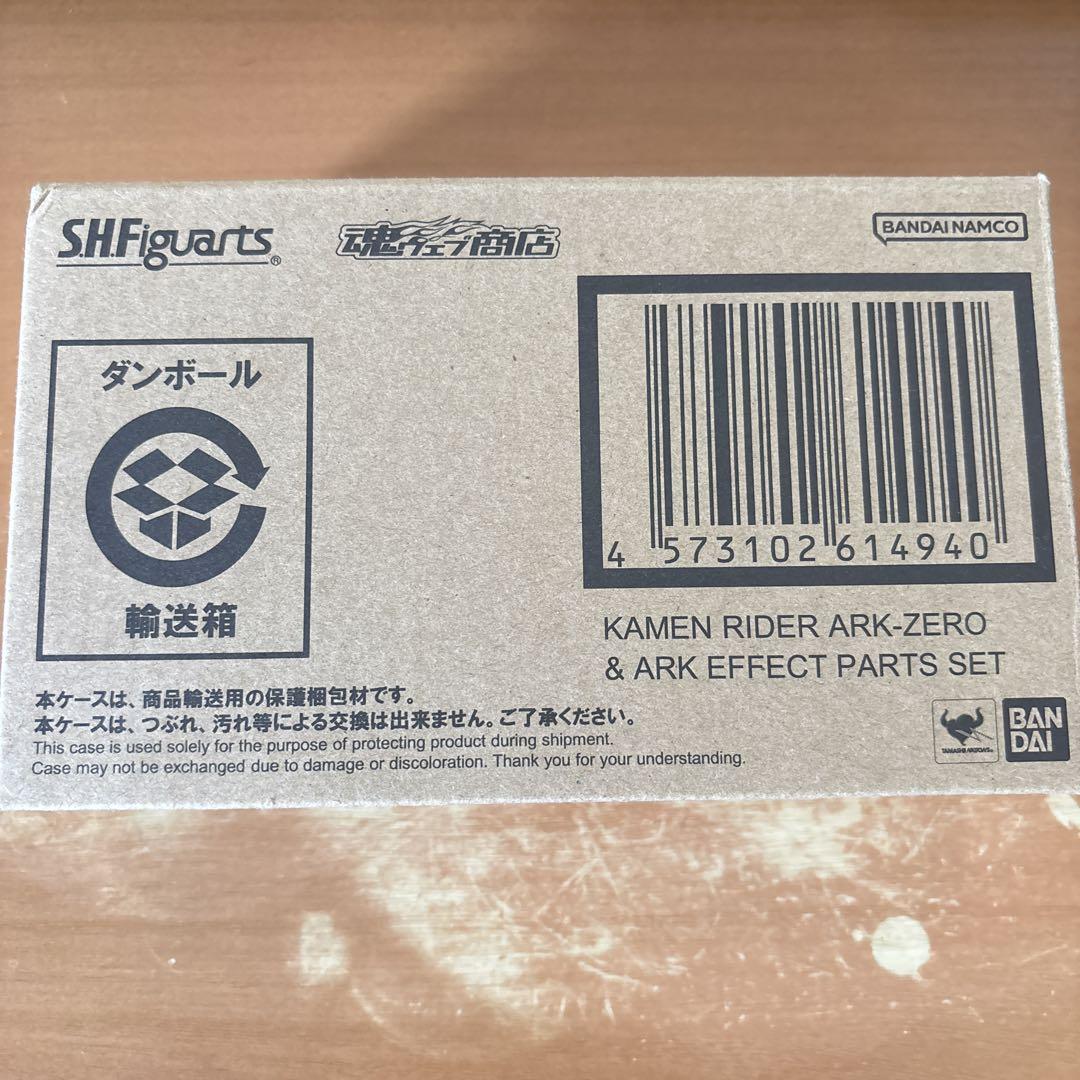 S.H.Figuarts®
魂ウェブ商店
BANDAI NAMCO
ダンボール
輸送箱
4 573102 614940
KAMEN RIDER ARK-ZERO
& ARK EFFECT PARTS SET
本ケースは、商品輸送用の保護梱包材です。
本ケースは、つぶれ、汚れ等による交換は出来ません。ご了承ください。
This case is used solely for the purpose of protecting product during shipment.
Case may not be exchanged due to damage or discoloration. Thank you for your understanding.
TAMASHII NATIONS®
BAN
DAI